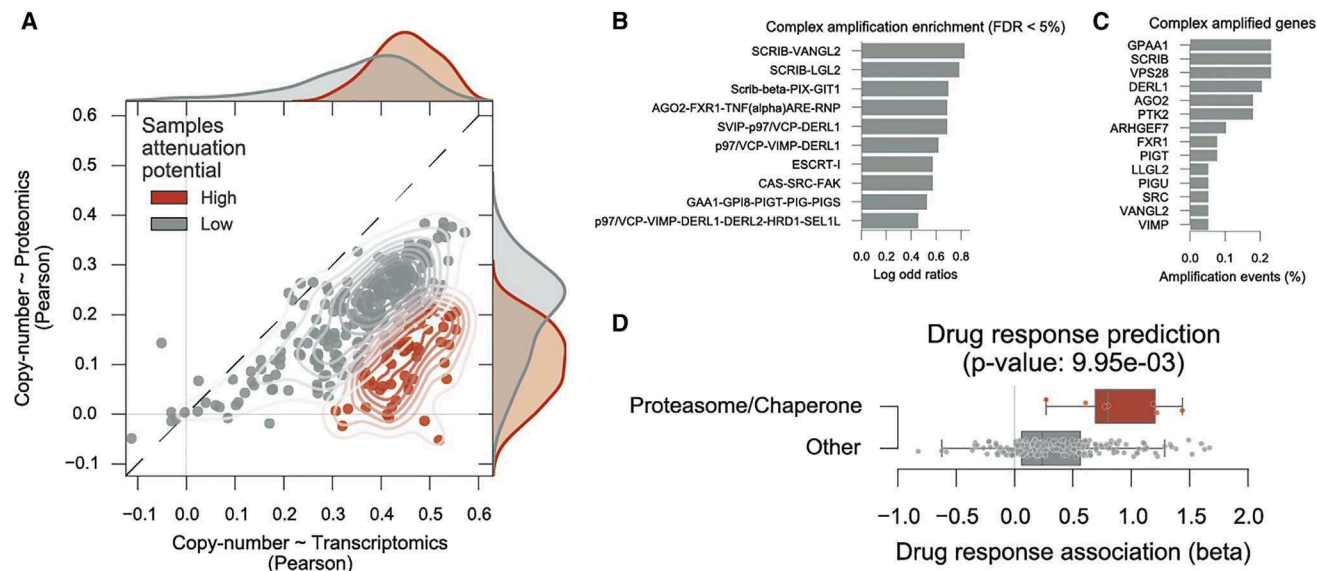 A
Samples
attenuation
potential
High
Low
0.6
0.5
0.4
0.3
0.2
0.1
0.0
−0.1
Copy-number ~ Proteomics
(Pearson)
−0.1 0.0 0.1 0.2 0.3 0.4 0.5 0.6
Copy-number ~ Transcriptomics
(Pearson)
B
Complex amplification enrichment (FDR < 5%)
SCRIB-VANGL2
SCRIB-LGL2
Scrib-beta-PIX-GIT1
AGO2-FXR1-TNF(alpha)ARE-RNP
SVIP-p97/VCP-DERL1
p97/VCP-VIMP-DERL1
ESCRT-I
CAS-SRC-FAK
GAA1-GPI8-PIGT-PIG-PIGS
p97/VCP-VIMP-DERL1-DERL2-HRD1-SEL1L
0.0 0.2 0.4 0.6 0.8
Log odd ratios
C
Complex amplified genes
GPAA1
SCRIB
VPS28
DERL1
AGO2
PTK2
ARHGEF7
FXR1
PIGT
LLGL2
PIGU
SRC
VANGL2
VIMP
0.0 0.1 0.2
Amplification events (%)
D
Drug response prediction
(p-value: 9.95e-03)
Proteasome/Chaperone
Other
−1.0 −0.5 0.0 0.5 1.0 1.5 2.0
Drug response association (beta)